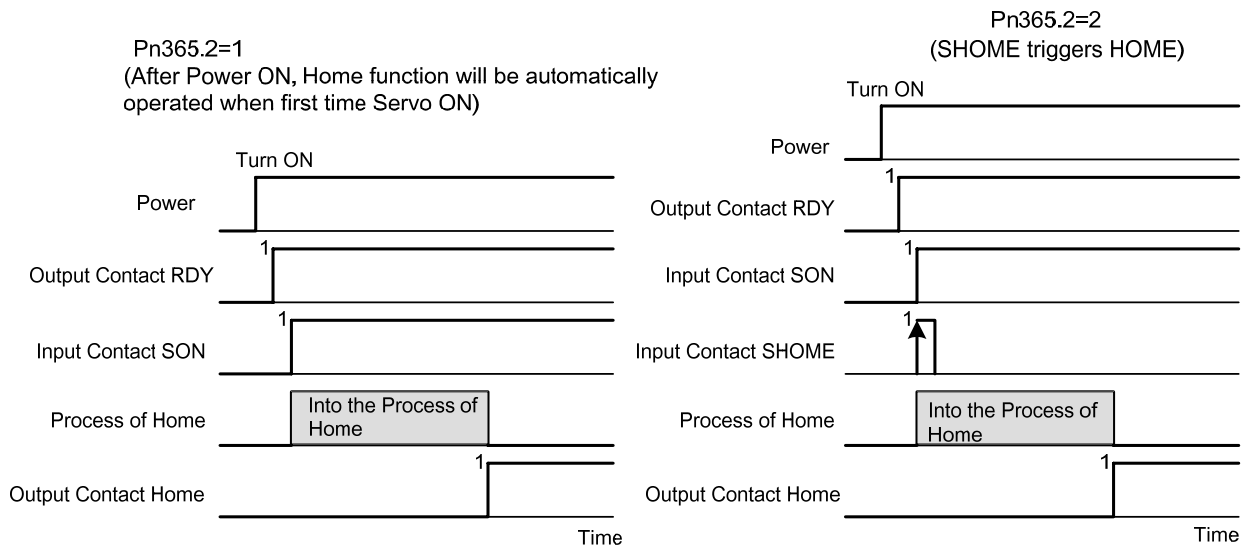 Pn365.2=1
(After Power ON, Home function will be automatically
operated when first time Servo ON)
Turn ON
Power
1
Output Contact RDY
1
Input Contact SON
Process of Home
Into the Process of
Home
1
Output Contact Home
Time
Pn365.2=2
(SHOME triggers HOME)
Turn ON
Power
1
Output Contact RDY
1
Input Contact SON
1
Input Contact SHOME
Process of Home
Into the Process of
Home
1
Output Contact Home
Time